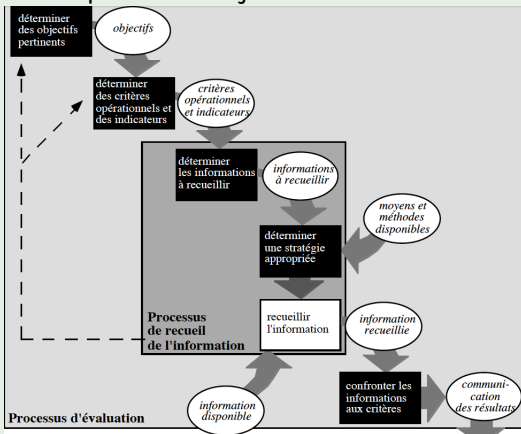 déterminer
des objectifs
pertinents
objectifs
déterminer
des critères
opérationnels et
des indicateurs
critères
opérationnels
et indicateurs
déterminer
les informations
à recueillir
informations
à recueillir
moyens et
méthodes
disponibles
déterminer
une stratégie
appropriée
Processus
de recueil
de l'information
recueillir
l'information
information
recueillie
confronter les
informations
aux critères
communi-
cation
des résultats
information
disponible
Processus d'évaluation